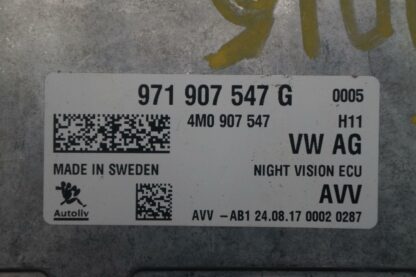 971 907 547 G 0005
4M0 907 547 H11
VW AG
MADE IN SWEDEN NIGHT VISION ECU
AVV
Autoliv AVV -AB1 24.08.17 0002 0287